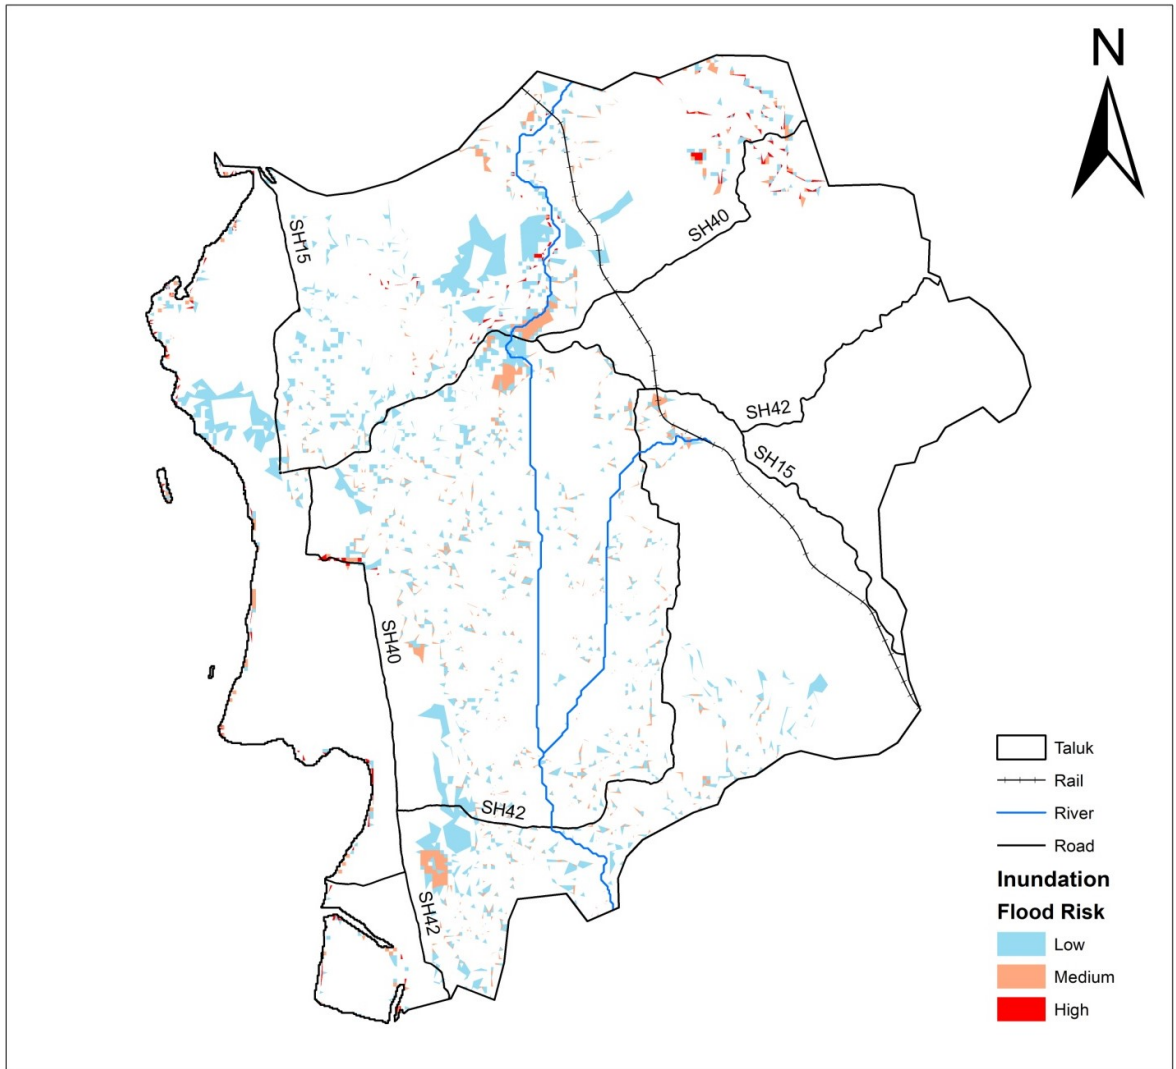 N
SH15
SH40
SH42
SH15
SH40
SH42
SH42
Taluk
Rail
River
Road
Inundation
Flood Risk
Low
Medium
High